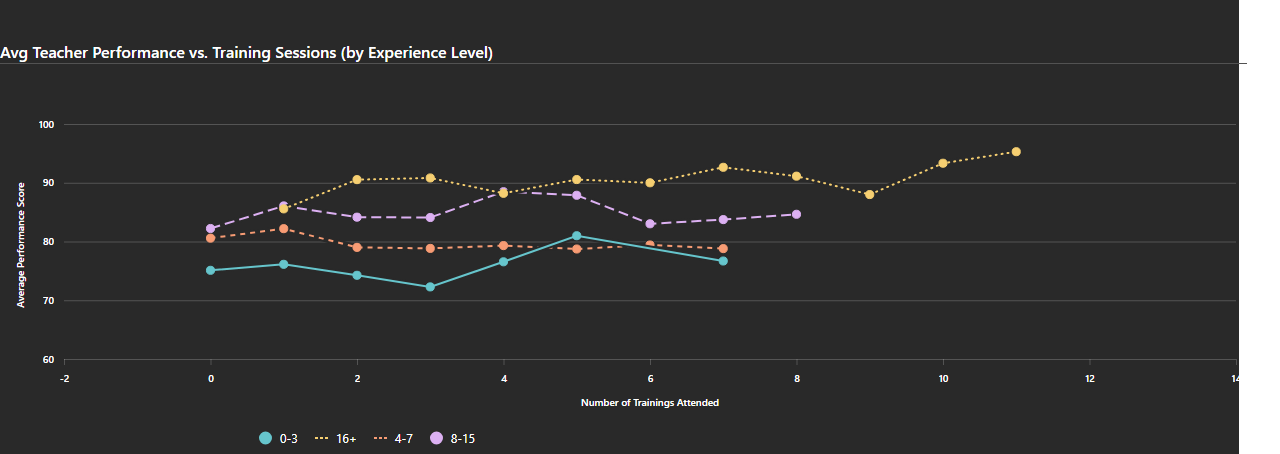 Avg Teacher Performance vs. Training Sessions (by Experience Level)
100
90
80
70
60
Average Performance Score
-2 0 2 4 6 8 10 12 14
Number of Trainings Attended
0-3 16+ 4-7 8-15